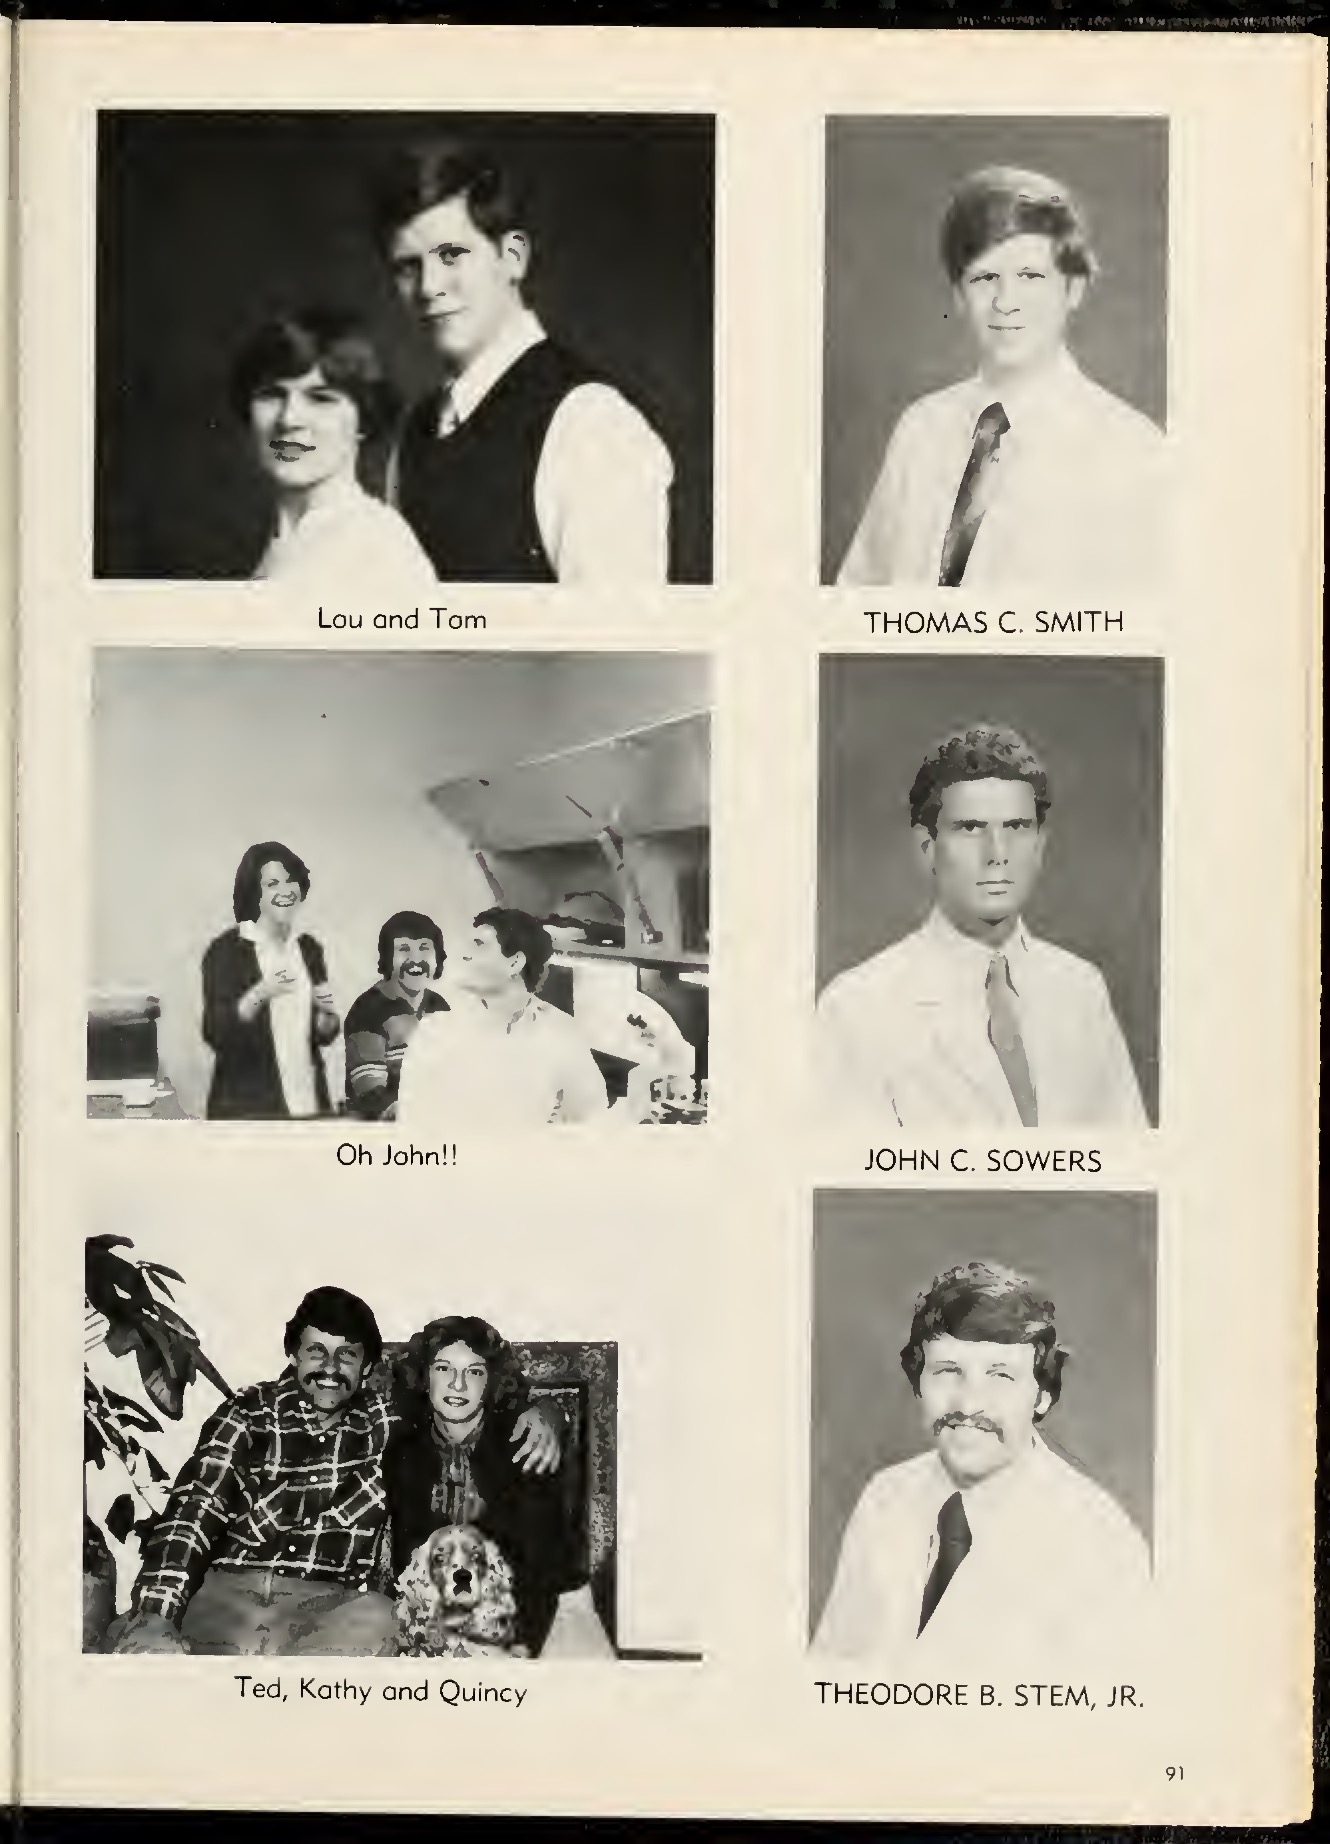 Lou and Tom
THOMAS C. SMITH
Oh John!!
JOHN C. SOWERS
Ted, Kathy and Quincy
THEODORE B. STEM, JR.
91